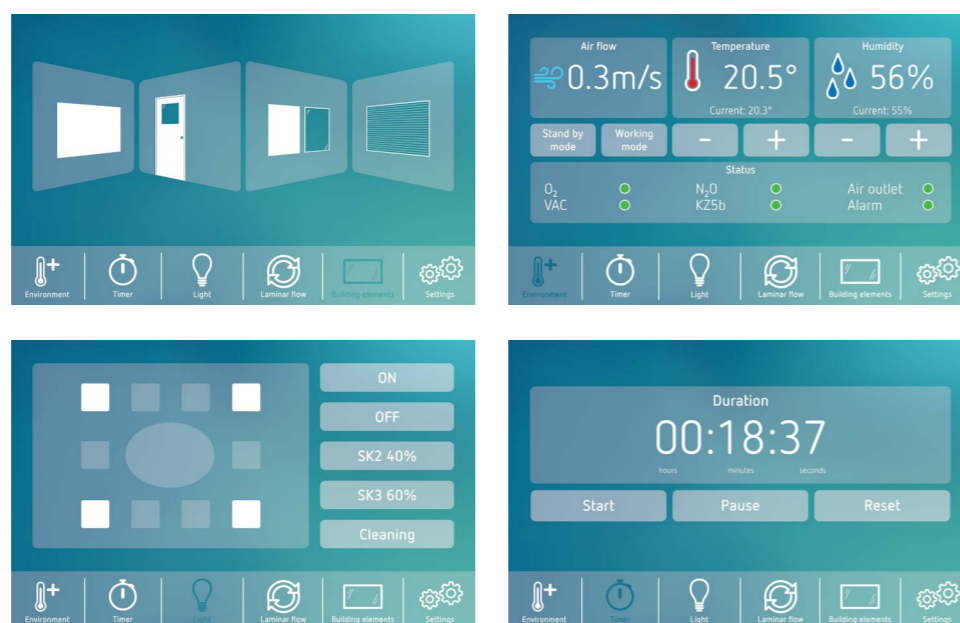 Environment
Timer
Light
Laminar flow
Building elements
Settings
Air flow
0.3m/s
Temperature
20.5°
Current: 20.3°
Humidity
56%
Current: 55%
Stand by
mode
Working
mode
−
+
−
+
Status
O₂
N₂O
Air outlet
VAC
KZ5b
Alarm
Environment
Timer
Light
Laminar flow
Building elements
Settings
ON
OFF
SK2 40%
SK3 60%
Cleaning
Environment
Timer
Light
Laminar flow
Building elements
Settings
Duration
00:18:37
hours minutes seconds
Start
Pause
Reset
Environment
Timer
Light
Laminar flow
Building elements
Settings